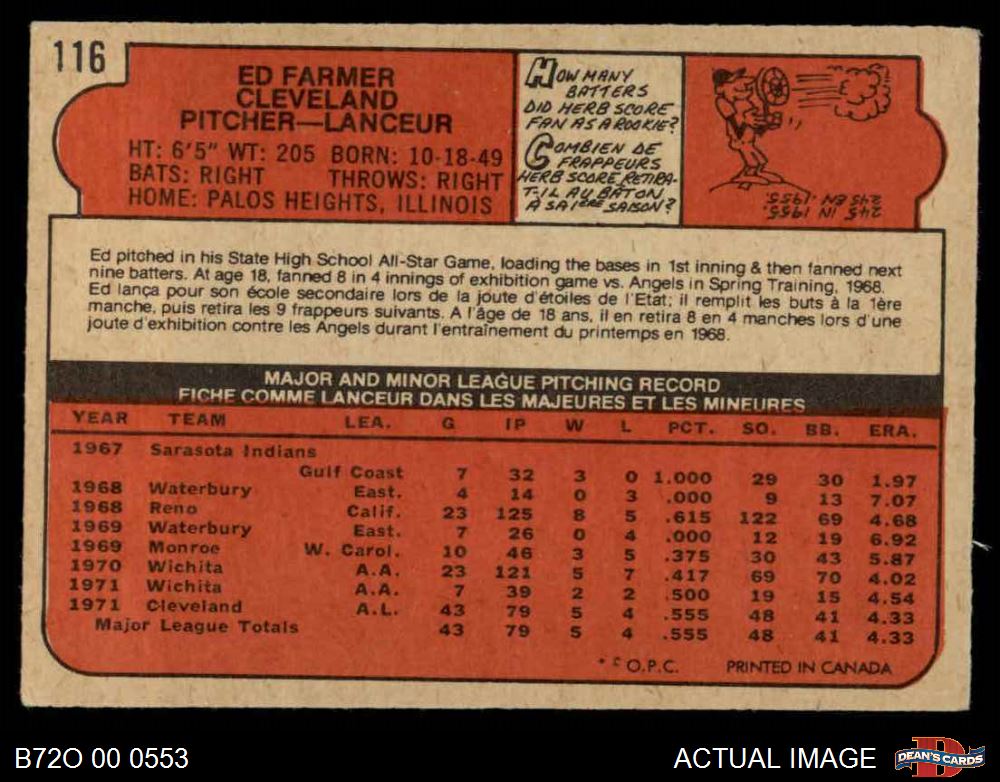 116
ED FARMER
CLEVELAND
PITCHER—LANCEUR
HT: 6'5" WT: 205 BORN: 10-18-49
BATS: RIGHT THROWS: RIGHT
HOME: PALOS HEIGHTS, ILLINOIS
HOW MANY
BATTERS
DID HERB SCORE
FAN AS A ROOKIE?
COMBIEN DE
FRAPPEURS
HERB SCORE RETIRA-
T-IL AU BATON
A SA 1ERE SAISON?
245 IN 1955.
245 EN 1955.
Ed pitched in his State High School All-Star Game, loading the bases in 1st inning & then fanned next
nine batters. At age 18, fanned 8 in 4 innings of exhibition game vs. Angels in Spring Training, 1968.
Ed lança pour son école secondaire lors de la joute d'étoiles de l'Etat; il remplit les buts à la 1ère
manche, puis retira les 9 frappeurs suivants. A l'âge de 18 ans, il en retira 8 en 4 manches lors d'une
joute d'exhibition contre les Angels durant l'entraînement du printemps en 1968.
MAJOR AND MINOR LEAGUE PITCHING RECORD
FICHE COMME LANCEUR DANS LES MAJEURES ET LES MINEURES
YEAR TEAM LEA. G IP W L PCT. SO. BB. ERA.
1967 Sarasota Indians
Gulf Coast 7 32 3 0 1.000 29 30 1.97
1968 Waterbury East. 4 14 0 3 .000 9 13 7.07
1968 Reno Calif. 23 125 8 5 .615 122 69 4.68
1969 Waterbury East. 7 26 0 4 .000 12 19 6.92
1969 Monroe W. Carol. 10 46 3 5 .375 30 43 5.87
1970 Wichita A.A. 23 121 5 7 .417 69 70 4.02
1971 Wichita A.A. 7 39 2 2 .500 19 15 4.54
1971 Cleveland A.L. 43 79 5 4 .555 48 41 4.33
Major League Totals 43 79 5 4 .555 48 41 4.33
* © O.P.C. PRINTED IN CANADA
B72O 00 0553
ACTUAL IMAGE
D
DEAN'S CARDS